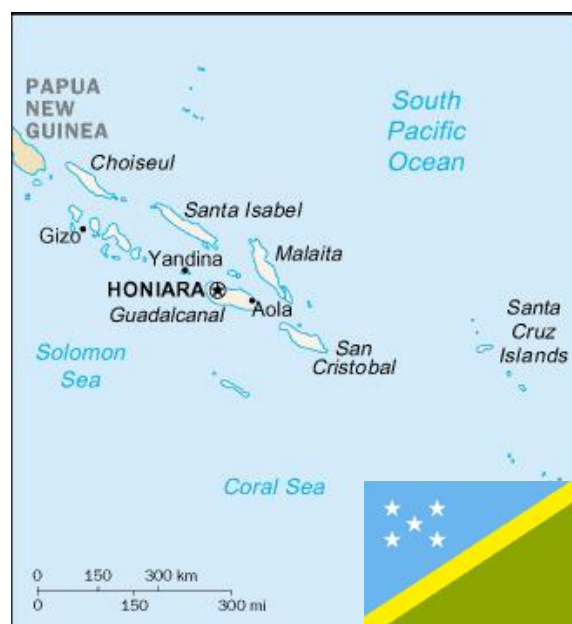 PAPUA
NEW
GUINEA
South
Pacific
Ocean
Choiseul
Santa Isabel
Gizo
Malaita
Yandina
HONIARA
Aola
Guadalcanal
Santa
Cruz
Islands
San
Cristobal
Solomon
Sea
Coral Sea
0 150 300 km
0 150 300 mi